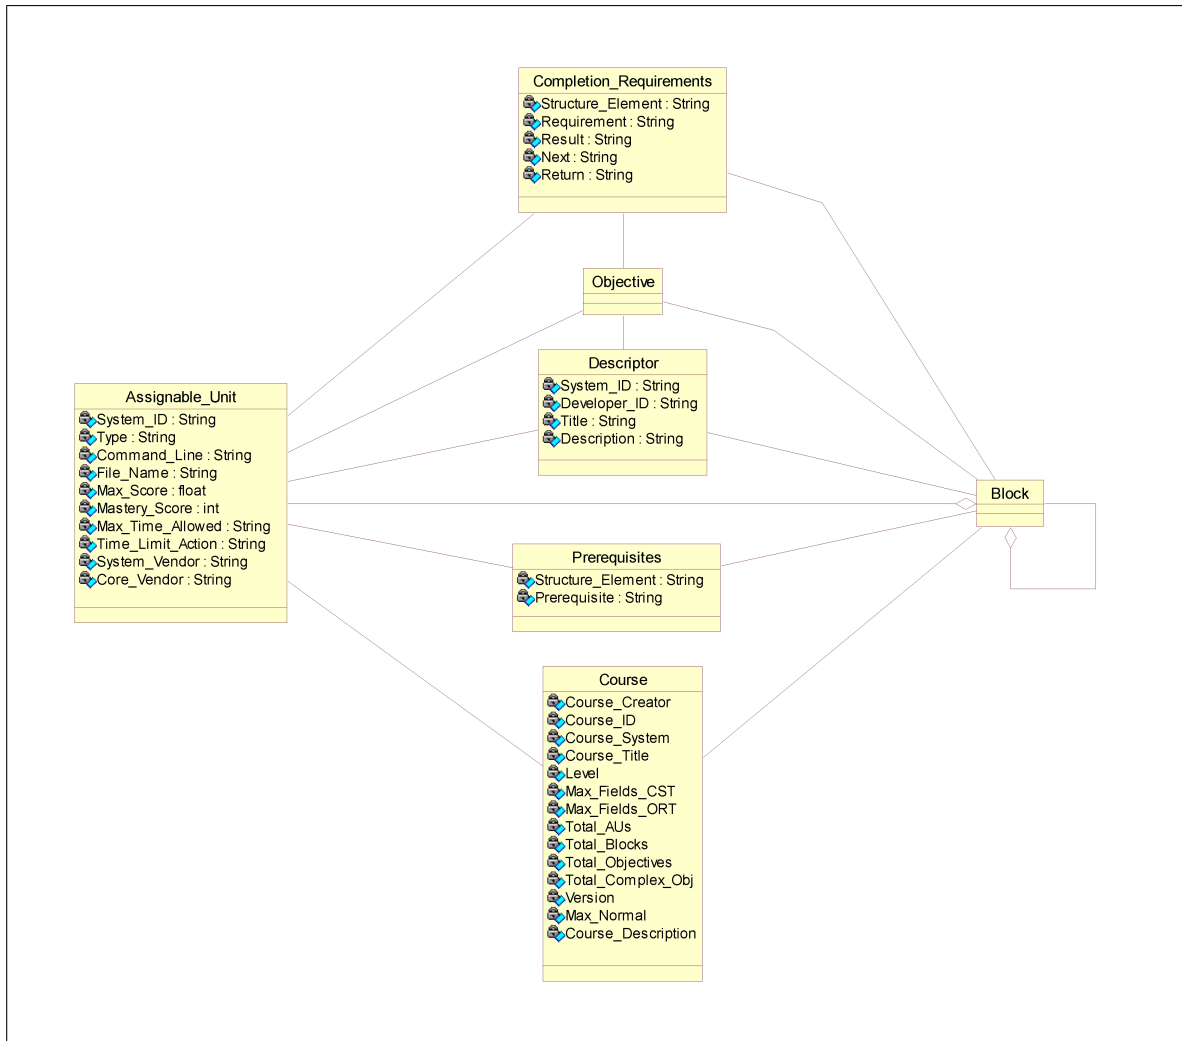 Completion_Requirements
Structure_Element : String
Requirement : String
Result : String
Next : String
Return : String
Objective
Descriptor
System_ID : String
Developer_ID : String
Title : String
Description : String
Assignable_Unit
System_ID : String
Type : String
Command_Line : String
File_Name : String
Max_Score : float
Mastery_Score : int
Max_Time_Allowed : String
Time_Limit_Action : String
System_Vendor : String
Core_Vendor : String
Block
Prerequisites
Structure_Element : String
Prerequisite : String
Course
Course_Creator
Course_ID
Course_System
Course_Title
Level
Max_Fields_CST
Max_Fields_ORT
Total_AUs
Total_Blocks
Total_Objectives
Total_Complex_Obj
Version
Max_Normal
Course_Description